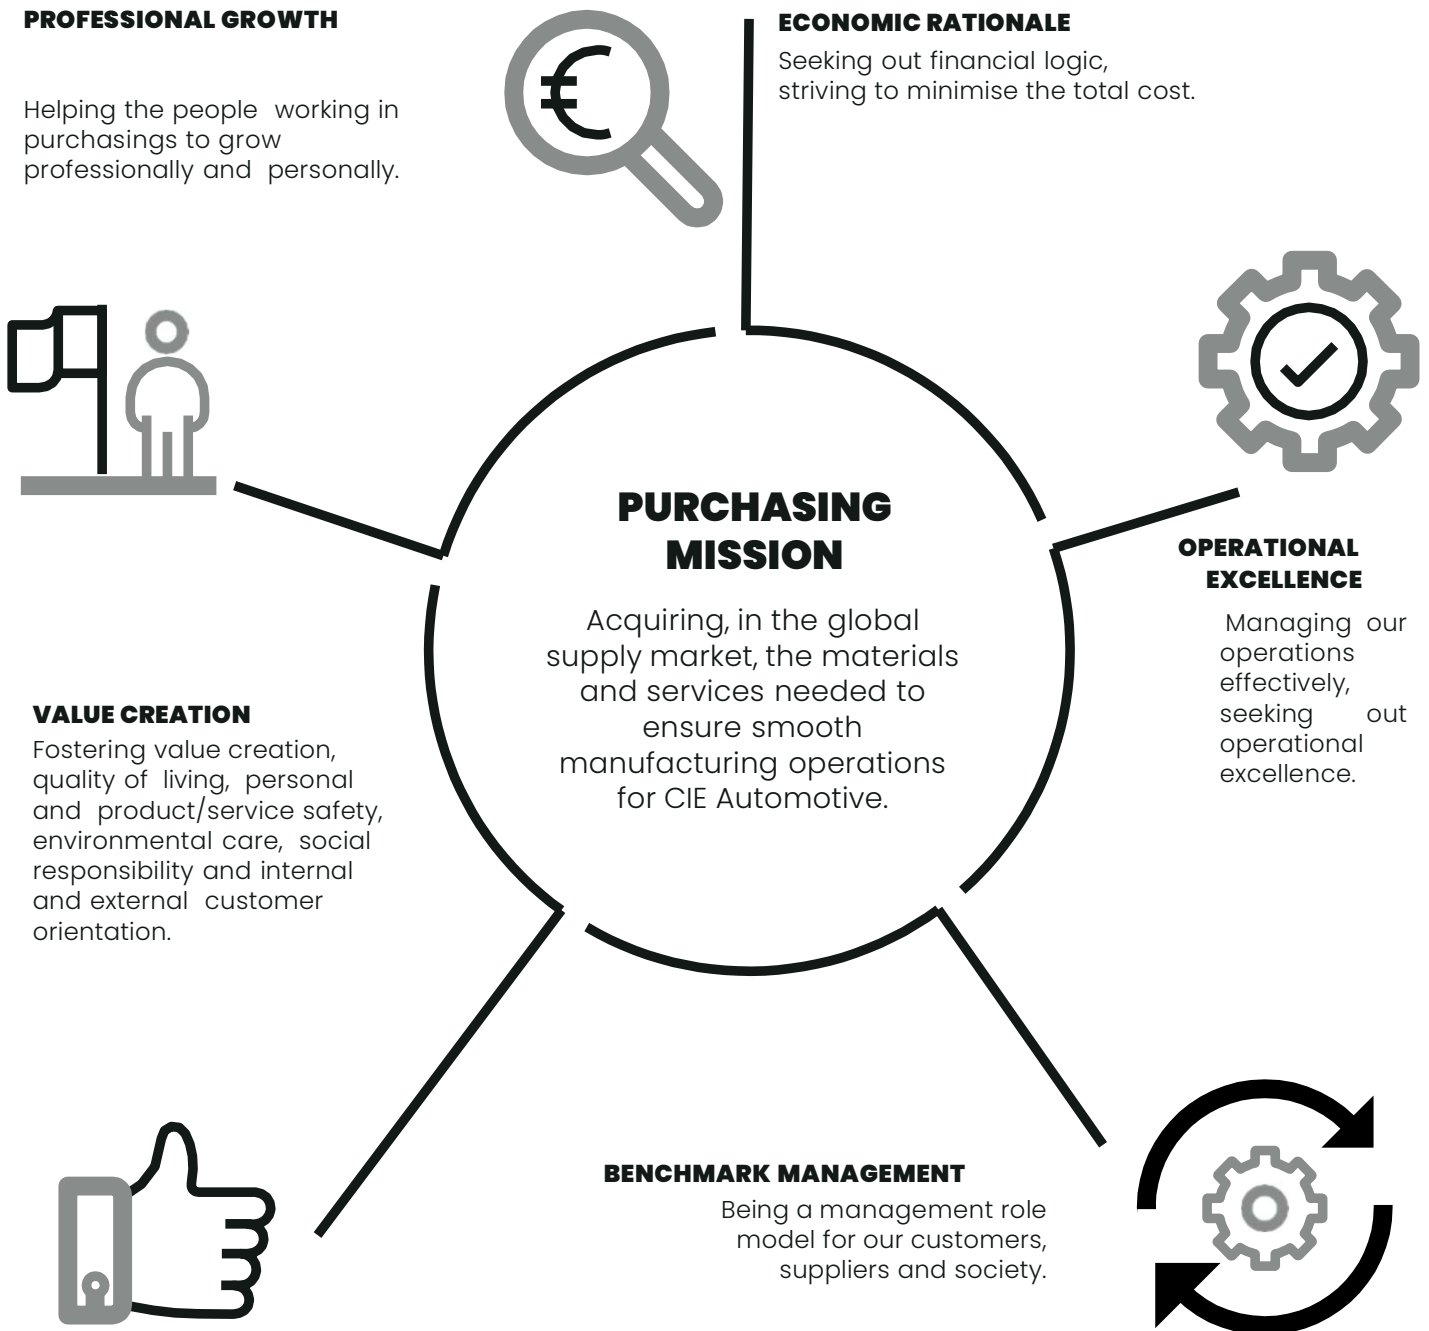 PROFESSIONAL GROWTH
Helping the people working in
purchasings to grow
professionally and personally.
€
ECONOMIC RATIONALE
Seeking out financial logic,
striving to minimise the total cost.
PURCHASING
MISSION
Acquiring, in the global
supply market, the materials
and services needed to
ensure smooth
manufacturing operations
for CIE Automotive.
OPERATIONAL
EXCELLENCE
Managing our
operations
effectively,
seeking out
operational
excellence.
VALUE CREATION
Fostering value creation,
quality of living, personal
and product/service safety,
environmental care, social
responsibility and internal
and external customer
orientation.
BENCHMARK MANAGEMENT
Being a management role
model for our customers,
suppliers and society.